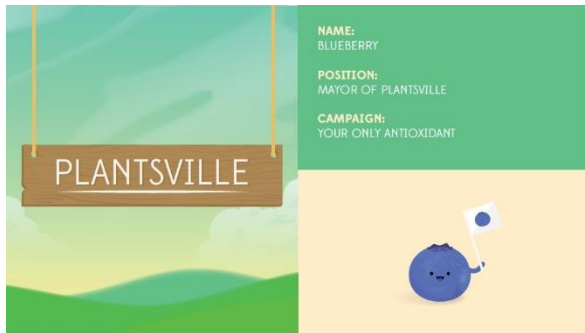 PLANTSVILLE
NAME:
BLUEBERRY
POSITION:
MAYOR OF PLANTSVILLE
CAMPAIGN:
YOUR ONLY ANTIOXIDANT